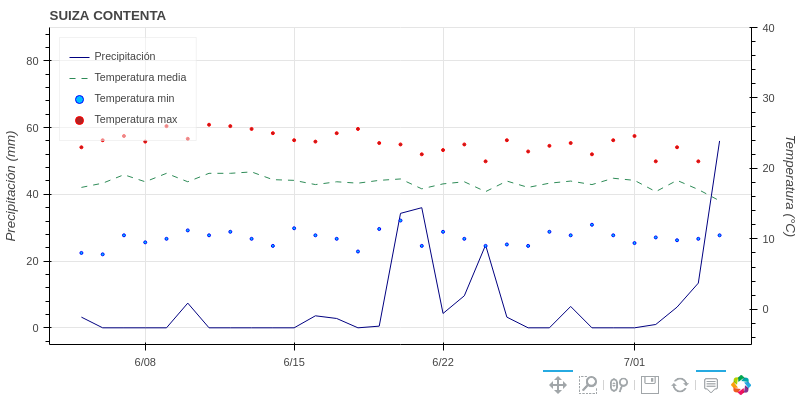 SUIZA CONTENTA
Precipitación
Temperatura media
Temperatura min
Temperatura max
Precipitación (mm)
80
60
40
20
0
Temperatura (°C)
40
30
20
10
0
6/08
6/15
6/22
7/01